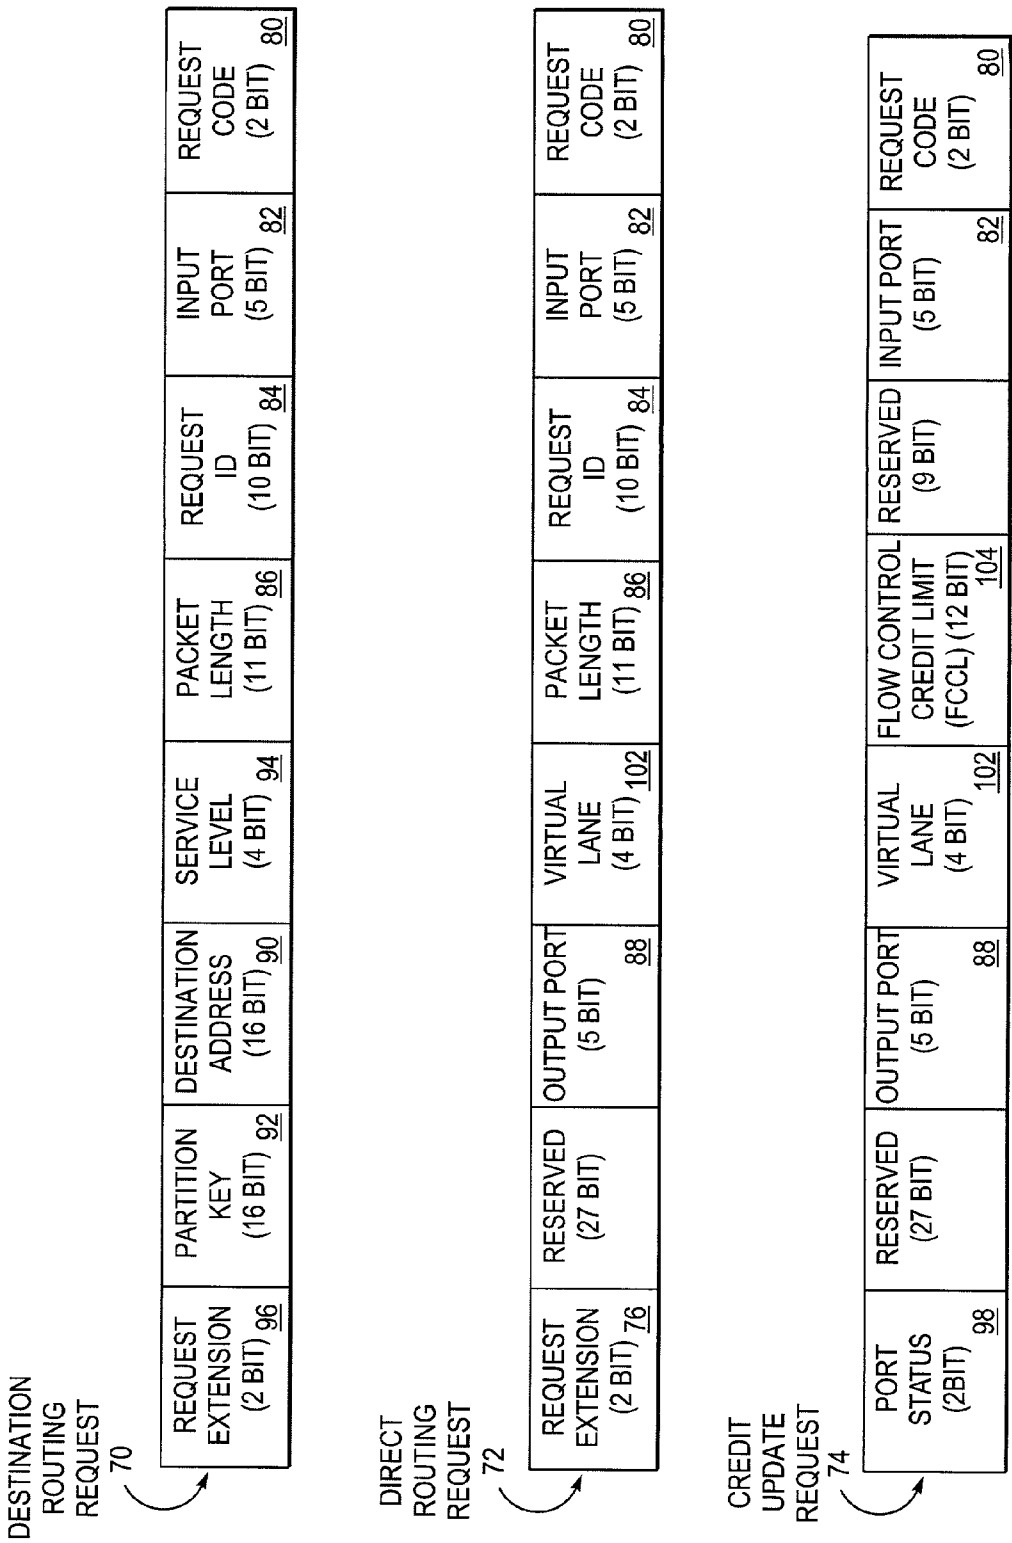 DESTINATION
ROUTING
REQUEST
70
REQUEST
EXTENSION
(2 BIT) 96
PARTITION
KEY
(16 BIT) 92
DESTINATION
ADDRESS
(16 BIT) 90
SERVICE
LEVEL
(4 BIT) 94
PACKET
LENGTH
(11 BIT) 86
REQUEST
ID
(10 BIT) 84
INPUT
PORT
(5 BIT) 82
REQUEST
CODE
(2 BIT) 80
DIRECT
ROUTING
REQUEST
72
REQUEST
EXTENSION
(2 BIT) 76
RESERVED
(27 BIT)
OUTPUT PORT
(5 BIT)
88
VIRTUAL
LANE
(4 BIT) 102
PACKET
LENGTH
(11 BIT) 86
REQUEST
ID
(10 BIT) 84
INPUT
PORT
(5 BIT) 82
REQUEST
CODE
(2 BIT) 80
CREDIT
UPDATE
REQUEST
74
PORT
STATUS
(2BIT) 98
RESERVED
(27 BIT)
OUTPUT PORT
(5 BIT)
88
VIRTUAL
LANE
(4 BIT) 102
FLOW CONTROL
CREDIT LIMIT
(FCCL) (12 BIT)
104
RESERVED
(9 BIT)
INPUT PORT
(5 BIT)
82
REQUEST
CODE
(2 BIT) 80